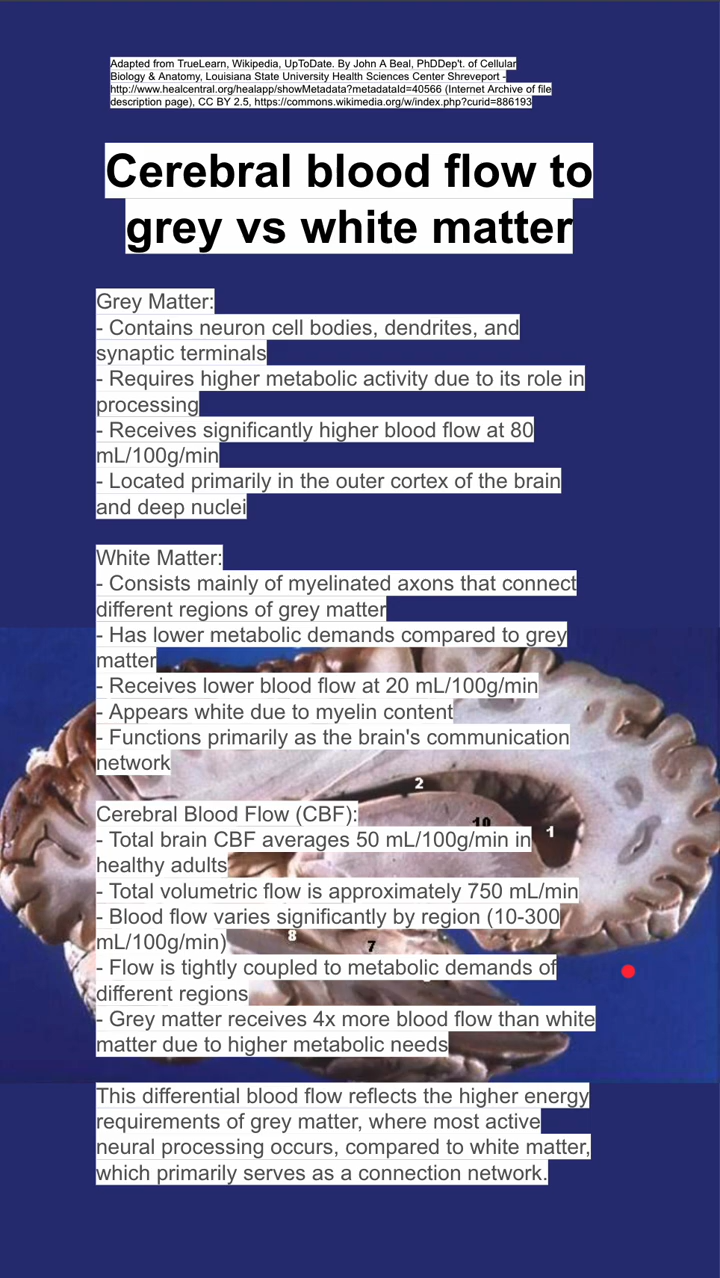 Adapted from TrueLearn, Wikipedia, UpToDate. By John A Beal, PhDDep't. of Cellular
Biology & Anatomy, Louisiana State University Health Sciences Center Shreveport -
http://www.healcentral.org/healapp/showMetadata?metadataId=40566 (Internet Archive of file
description page), CC BY 2.5, https://commons.wikimedia.org/w/index.php?curid=886193
Cerebral blood flow to
grey vs white matter
Grey Matter:
- Contains neuron cell bodies, dendrites, and
synaptic terminals
- Requires higher metabolic activity due to its role in
processing
- Receives significantly higher blood flow at 80
mL/100g/min
- Located primarily in the outer cortex of the brain
and deep nuclei
White Matter:
- Consists mainly of myelinated axons that connect
different regions of grey matter
- Has lower metabolic demands compared to grey
matter
- Receives lower blood flow at 20 mL/100g/min
- Appears white due to myelin content
- Functions primarily as the brain's communication
network
2
Cerebral Blood Flow (CBF):
10
1
- Total brain CBF averages 50 mL/100g/min in
healthy adults
- Total volumetric flow is approximately 750 mL/min
- Blood flow varies significantly by region (10-300
mL/100g/min)
8
7
- Flow is tightly coupled to metabolic demands of
different regions
- Grey matter receives 4x more blood flow than white
matter due to higher metabolic needs
This differential blood flow reflects the higher energy
requirements of grey matter, where most active
neural processing occurs, compared to white matter,
which primarily serves as a connection network.